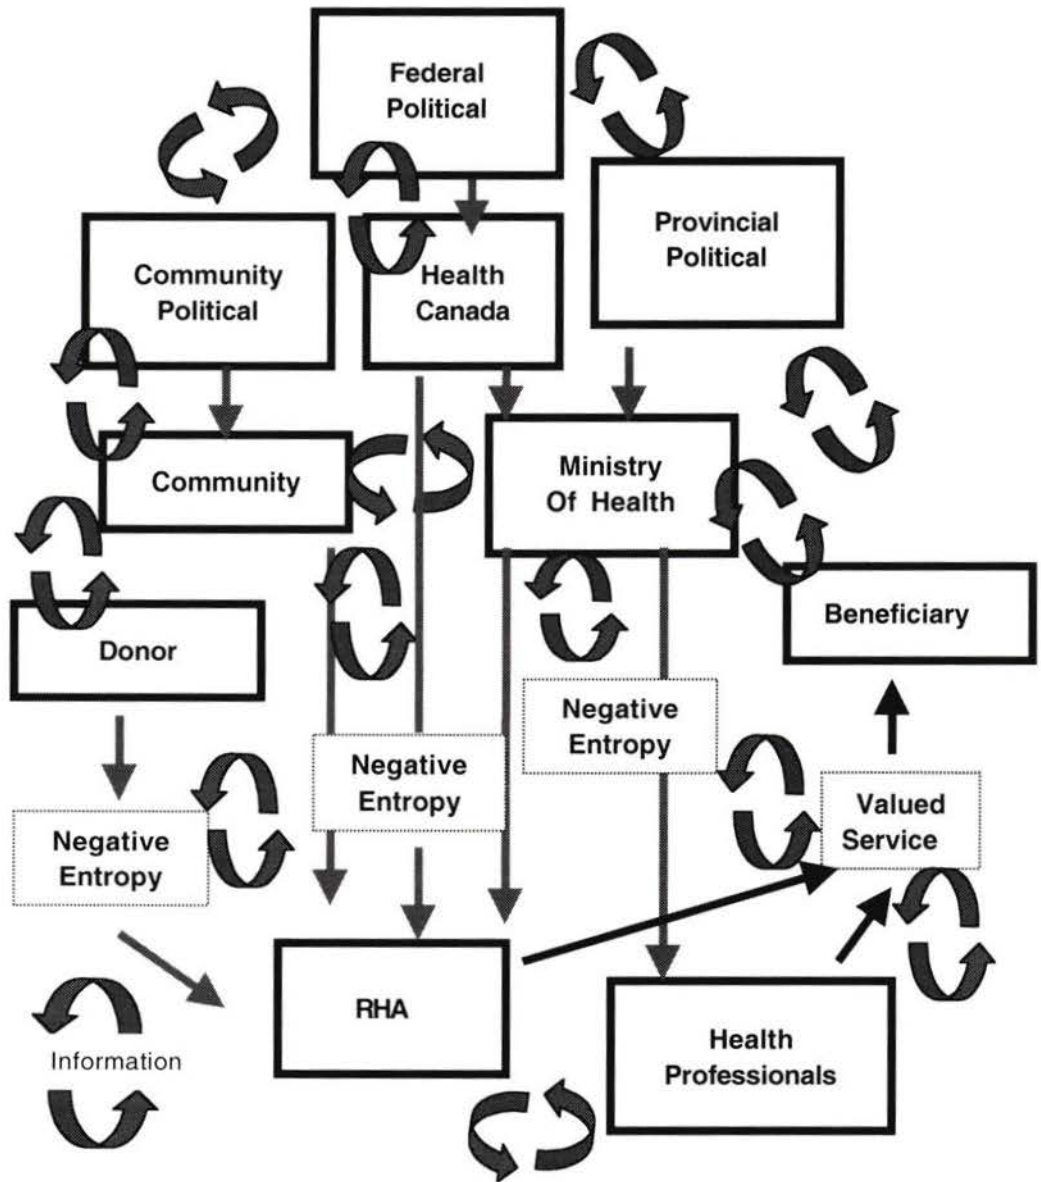 Federal
Political
Provincial
Political
Community
Political
Health
Canada
Ministry
Of Health
Community
Beneficiary
Donor
Negative
Entropy
Negative
Entropy
Valued
Service
Negative
Entropy
RHA
Health
Professionals
Information